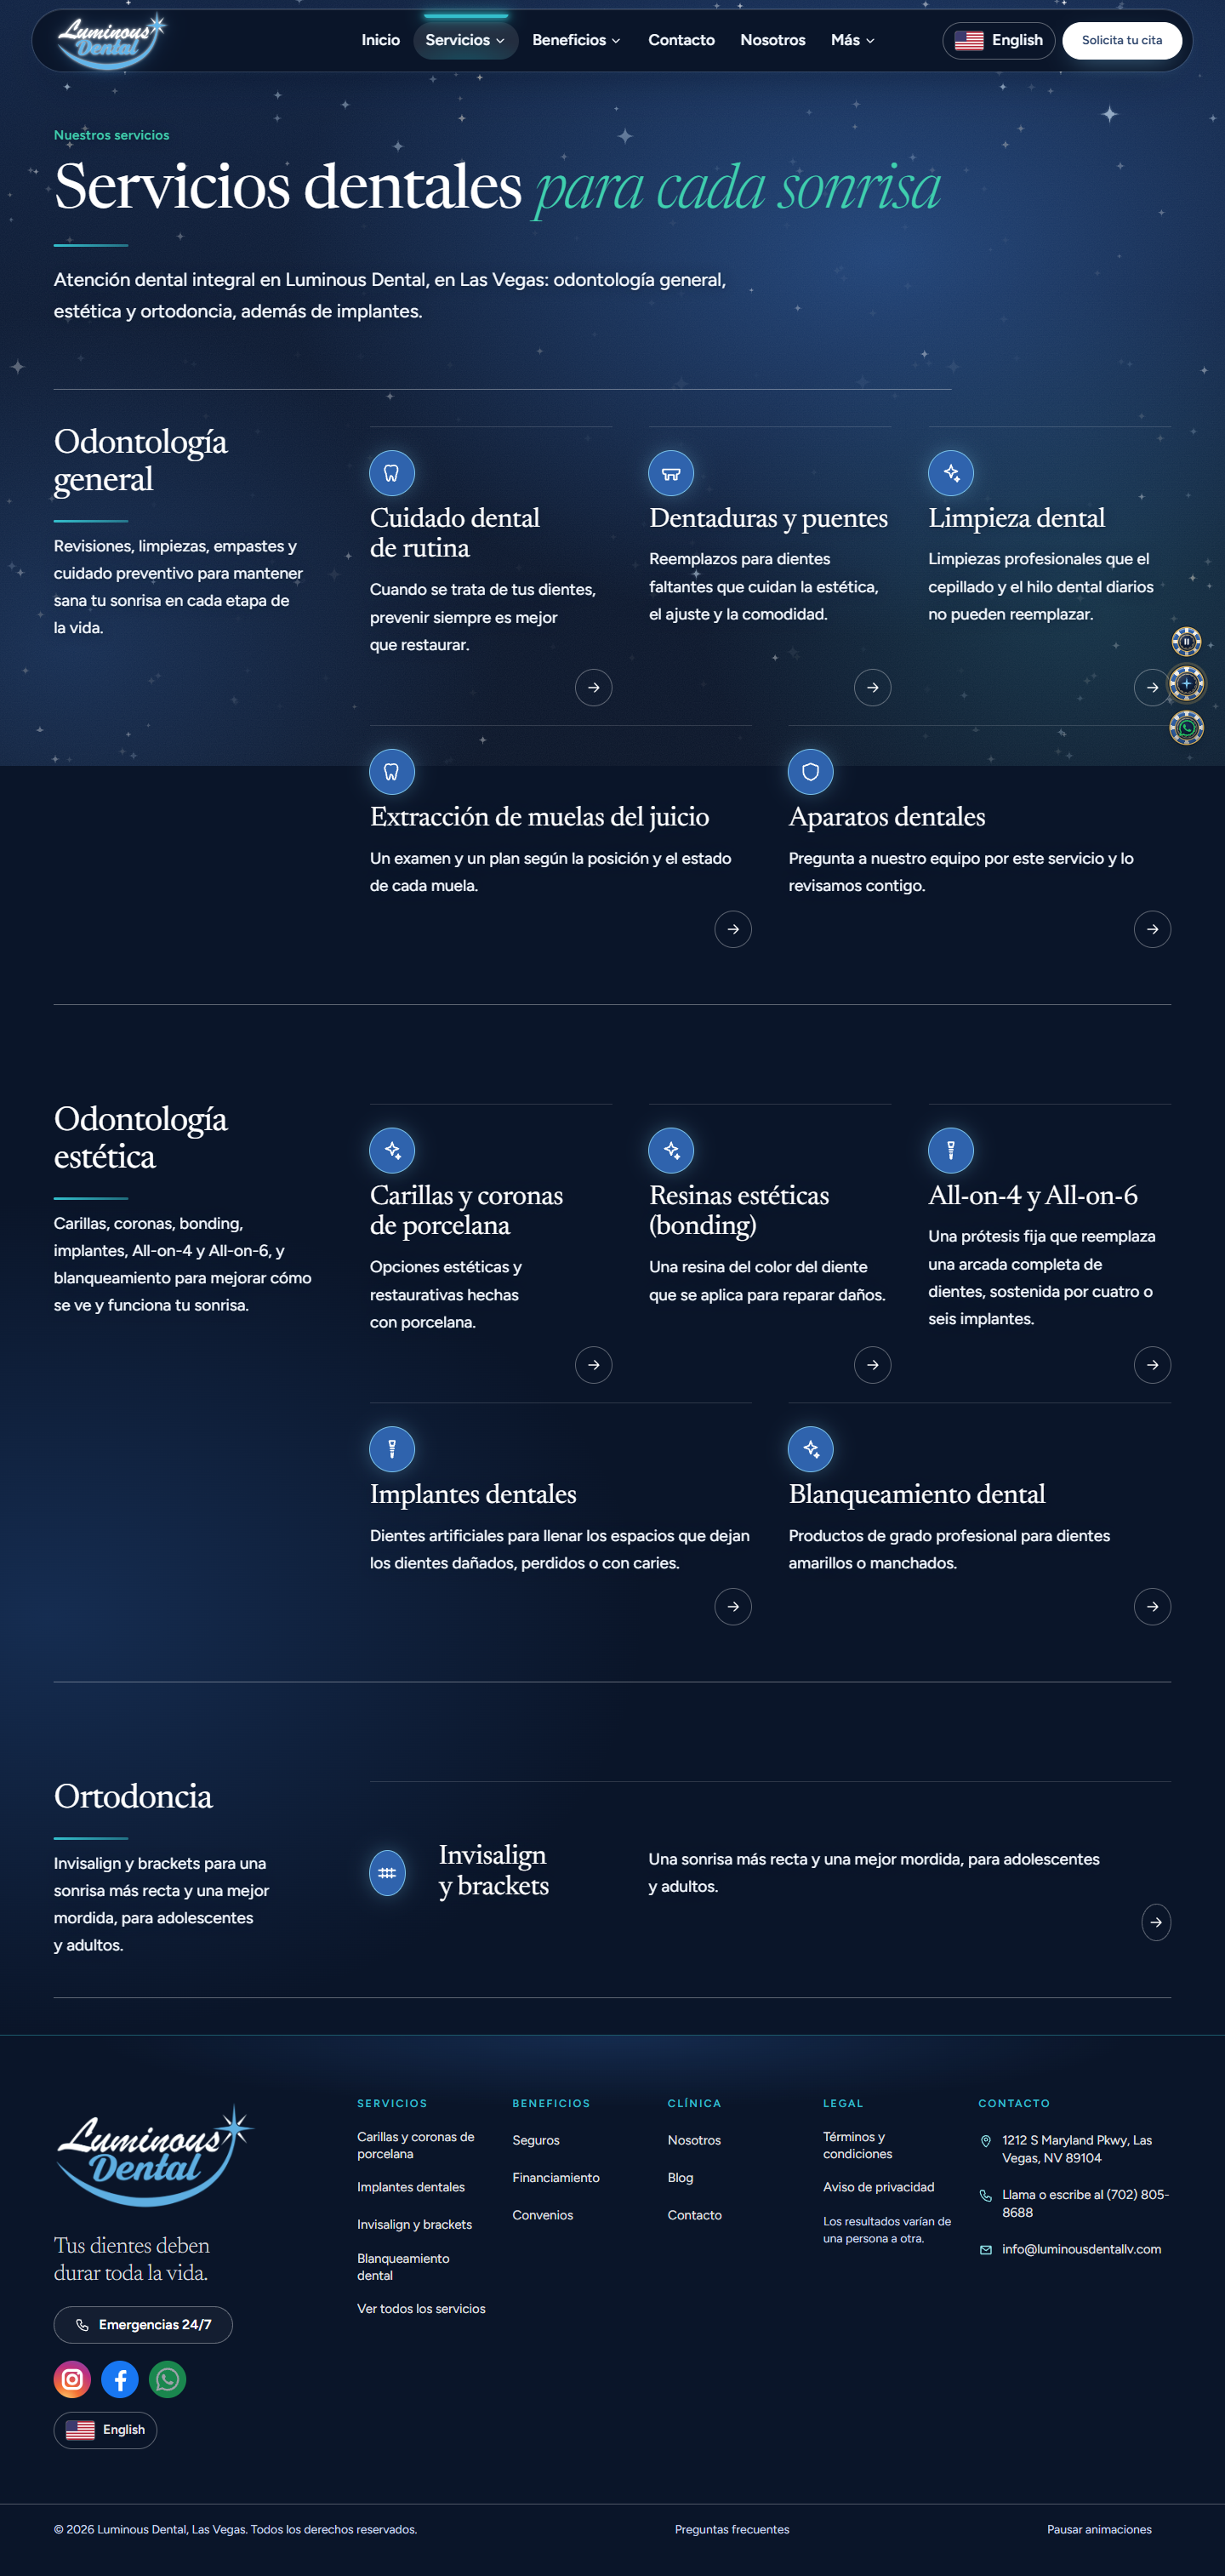 Luminous Dental
Inicio
Servicios
Beneficios
Contacto
Nosotros
Más
English
Solicita tu cita
Nuestros servicios
Servicios dentales para cada sonrisa
Atención dental integral en Luminous Dental, en Las Vegas: odontología general,
estética y ortodoncia, además de implantes.
Odontología
general
Revisiones, limpiezas, empastes y
cuidado preventivo para mantener
sana tu sonrisa en cada etapa de
la vida.
Cuidado dental
de rutina
Cuando se trata de tus dientes,
prevenir siempre es mejor
que restaurar.
Dentaduras y puentes
Reemplazos para dientes
faltantes que cuidan la estética,
el ajuste y la comodidad.
Limpieza dental
Limpiezas profesionales que el
cepillado y el hilo dental diarios
no pueden reemplazar.
Extracción de muelas del juicio
Un examen y un plan según la posición y el estado
de cada muela.
Aparatos dentales
Pregunta a nuestro equipo por este servicio y lo
revisamos contigo.
Odontología
estética
Carillas, coronas, bonding,
implantes, All-on-4 y All-on-6, y
blanqueamiento para mejorar cómo
se ve y funciona tu sonrisa.
Carillas y coronas
de porcelana
Opciones estéticas y
restaurativas hechas
con porcelana.
Resinas estéticas
(bonding)
Una resina del color del diente
que se aplica para reparar daños.
All-on-4 y All-on-6
Una prótesis fija que reemplaza
una arcada completa de
dientes, sostenida por cuatro o
seis implantes.
Implantes dentales
Dientes artificiales para llenar los espacios que dejan
los dientes dañados, perdidos o con caries.
Blanqueamiento dental
Productos de grado profesional para dientes
amarillos o manchados.
Ortodoncia
Invisalign y brackets para una
sonrisa más recta y una mejor
mordida, para adolescentes
y adultos.
Invisalign
y brackets
Una sonrisa más recta y una mejor mordida, para adolescentes
y adultos.
Luminous Dental
Tus dientes deben
durar toda la vida.
Emergencias 24/7
English
SERVICIOS
Carillas y coronas de
porcelana
Implantes dentales
Invisalign y brackets
Blanqueamiento
dental
Ver todos los servicios
BENEFICIOS
Seguros
Financiamiento
Convenios
CLÍNICA
Nosotros
Blog
Contacto
LEGAL
Términos y
condiciones
Aviso de privacidad
Los resultados varían de
una persona a otra.
CONTACTO
1212 S Maryland Pkwy, Las
Vegas, NV 89104
Llama o escribe al (702) 805-
8688
info@luminousdentallv.com
© 2026 Luminous Dental, Las Vegas. Todos los derechos reservados.
Preguntas frecuentes
Pausar animaciones